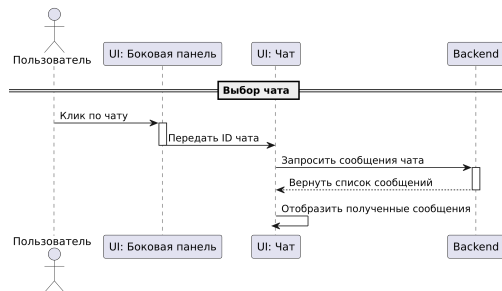 Пользователь
UI: Боковая панель
UI: Чат
Backend
Выбор чата
Клик по чату
Передать ID чата
Запросить сообщения чата
Вернуть список сообщений
Отобразить полученные сообщения
Пользователь
UI: Боковая панель
UI: Чат
Backend